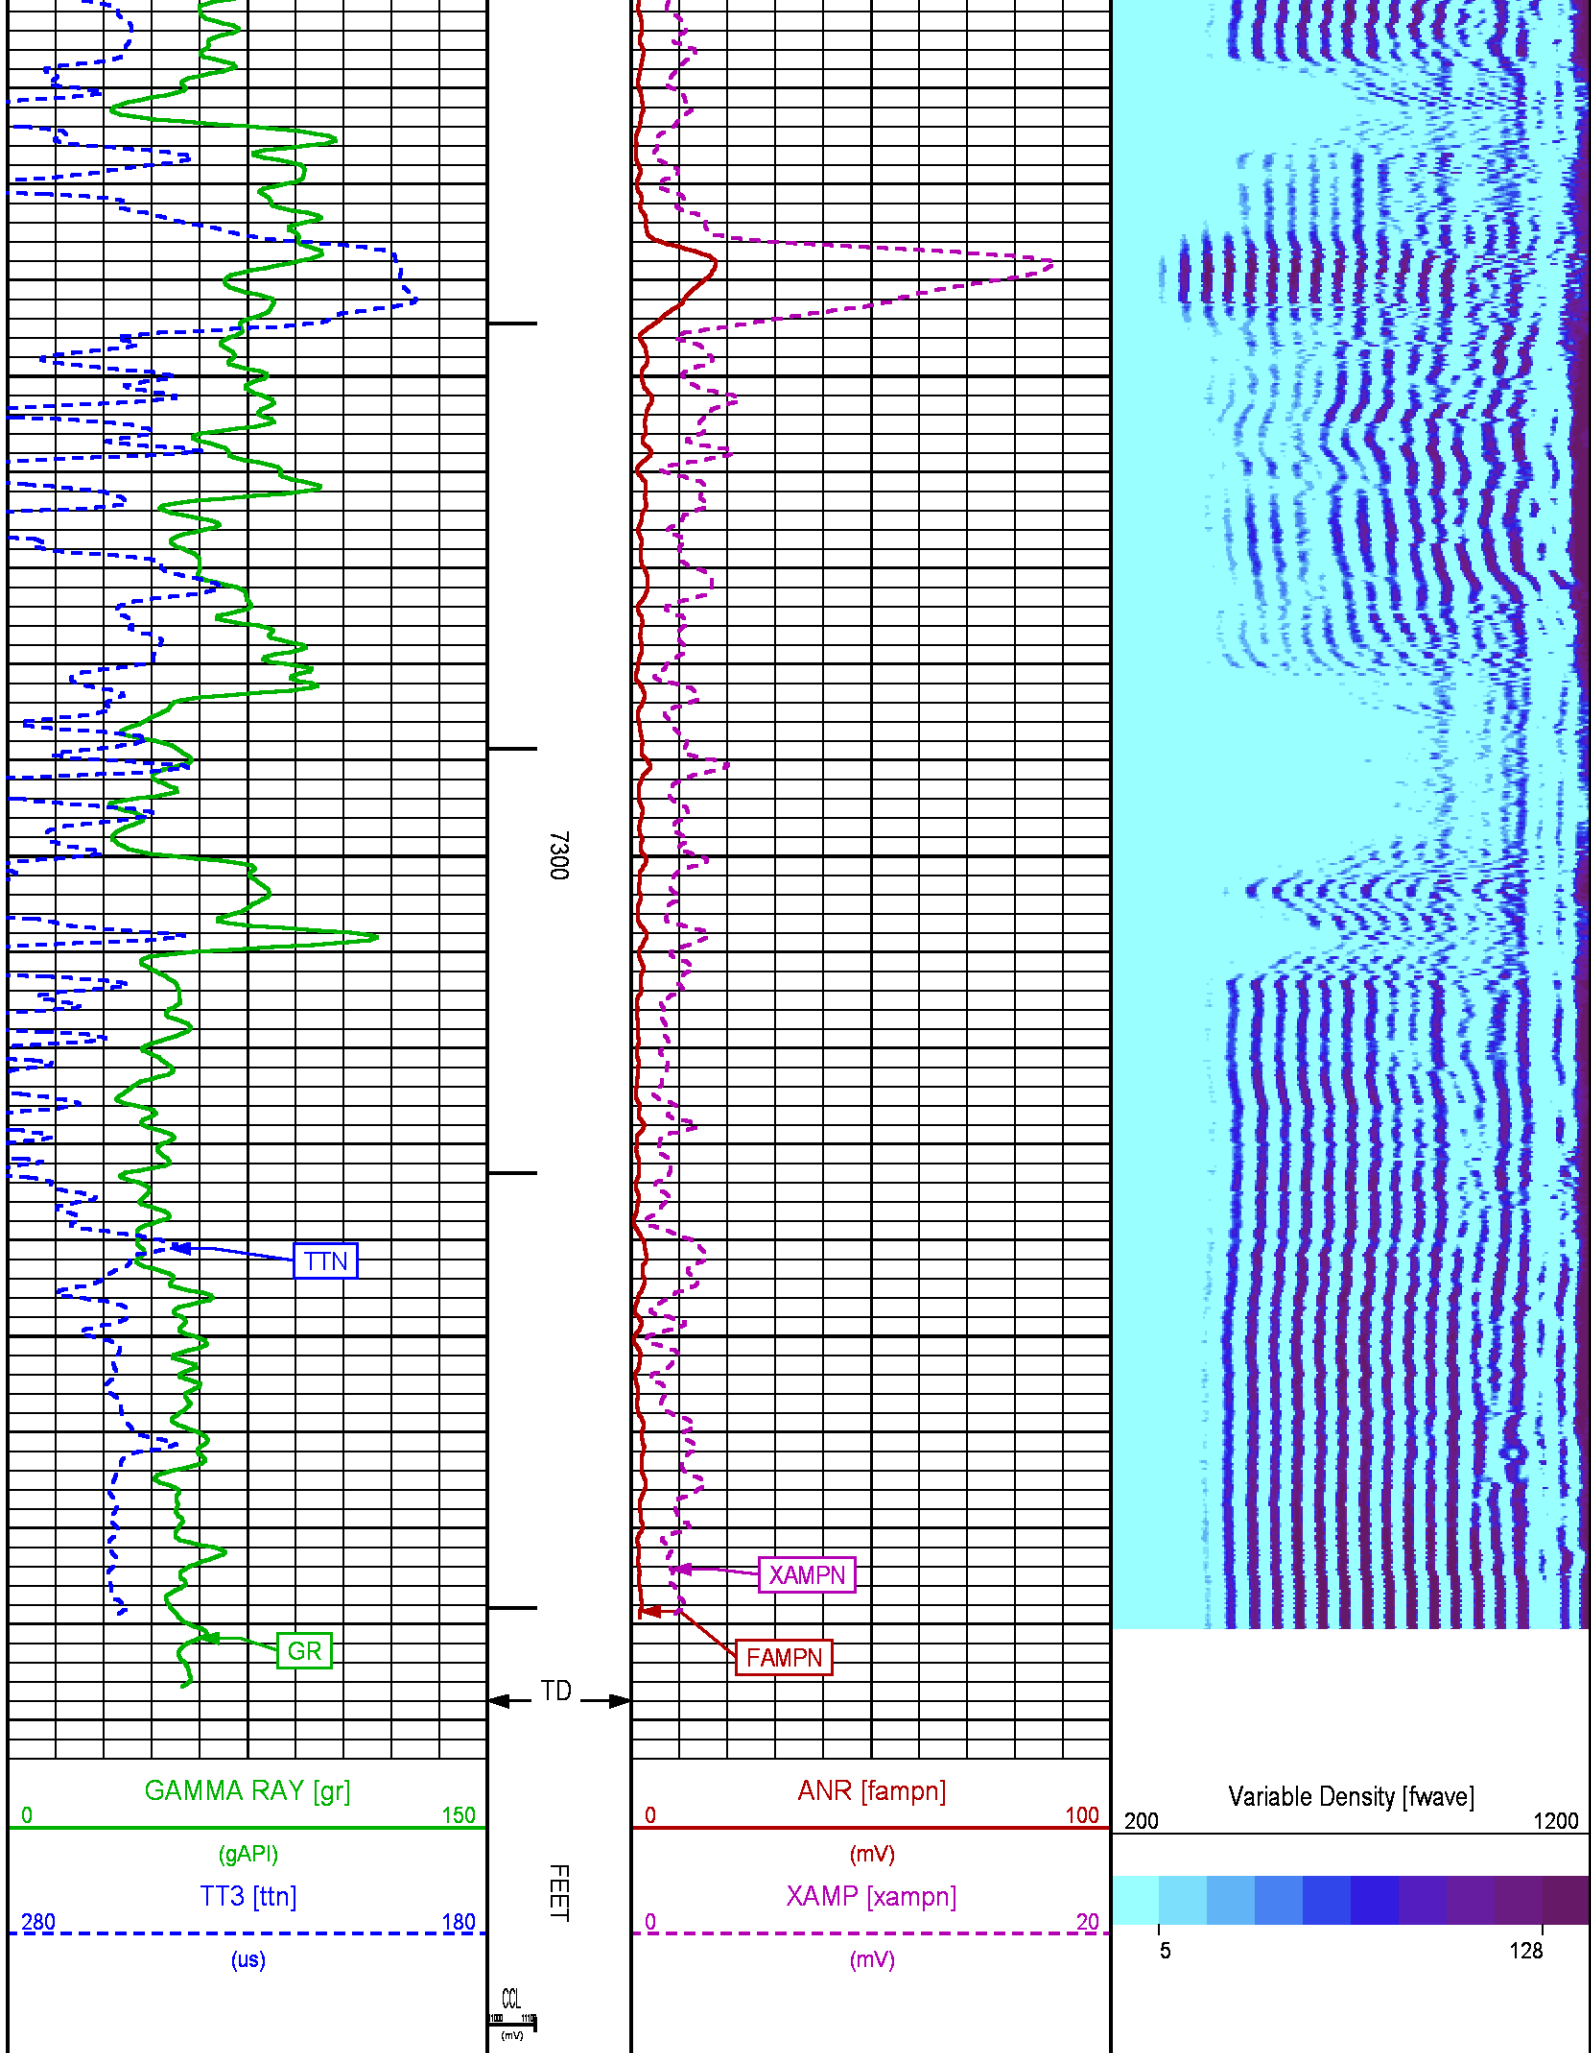 7300
TTN
XAMPN
GR
FAMPN
TD
GAMMA RAY [gr]
0 150
(gAPI)
TT3 [ttn]
280 180
(us)
FEET
CCL
(mV)
ANR [fampn]
0 100
(mV)
XAMP [xampn]
0 20
(mV)
Variable Density [fwave]
200 1200
5 128